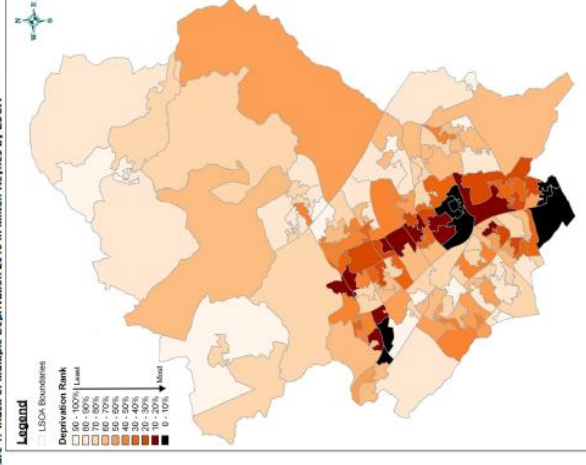 Index of Multiple Deprivation in Milton Keynes by LSOA
N
W E
S
Legend
LSOA Boundaries
Deprivation Rank
90 - 100% Least
80 - 90%
70 - 80%
60 - 70%
50 - 60%
40 - 50%
30 - 40%
20 - 30%
10 - 20%
0 - 10% Most